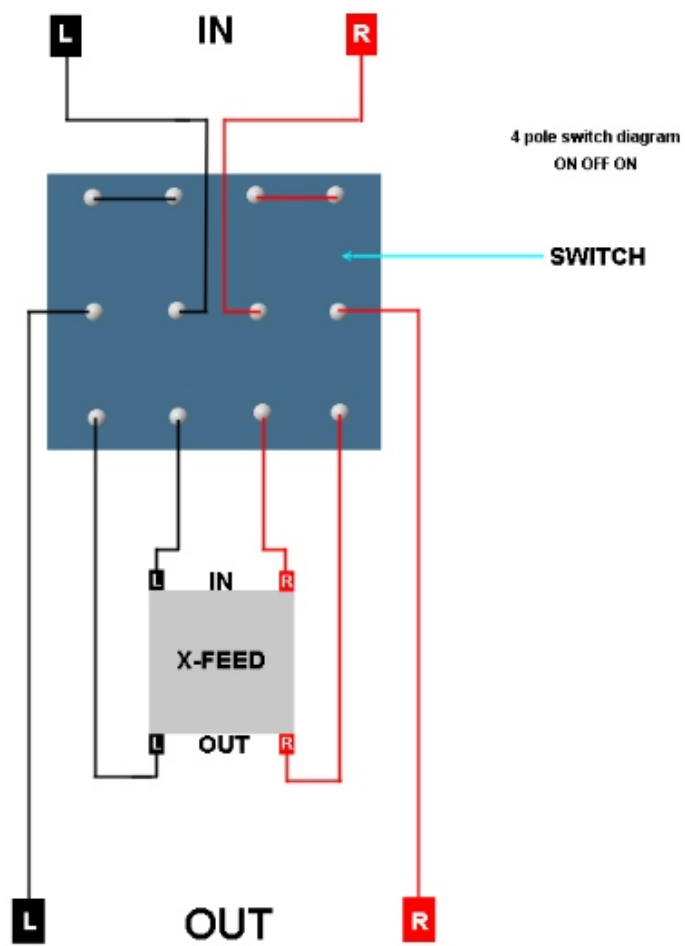 L IN R
4 pole switch diagram
ON OFF ON
SWITCH
L IN R
X-FEED
L OUT R
L OUT R